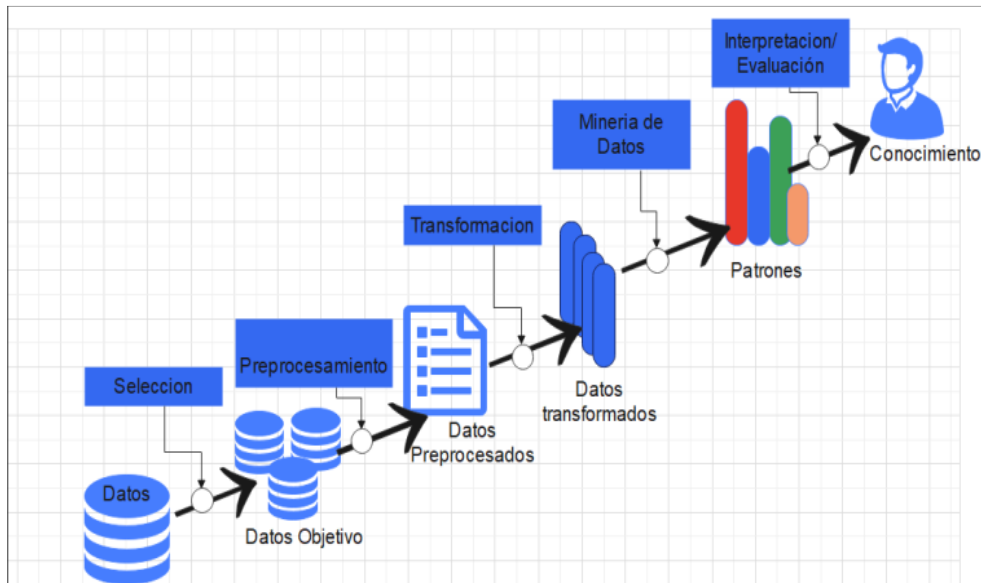 Interpretacion/
Evaluación
Conocimiento
Mineria de
Datos
Patrones
Transformacion
Datos
transformados
Preprocesamiento
Datos
Preprocesados
Seleccion
Datos Objetivo
Datos